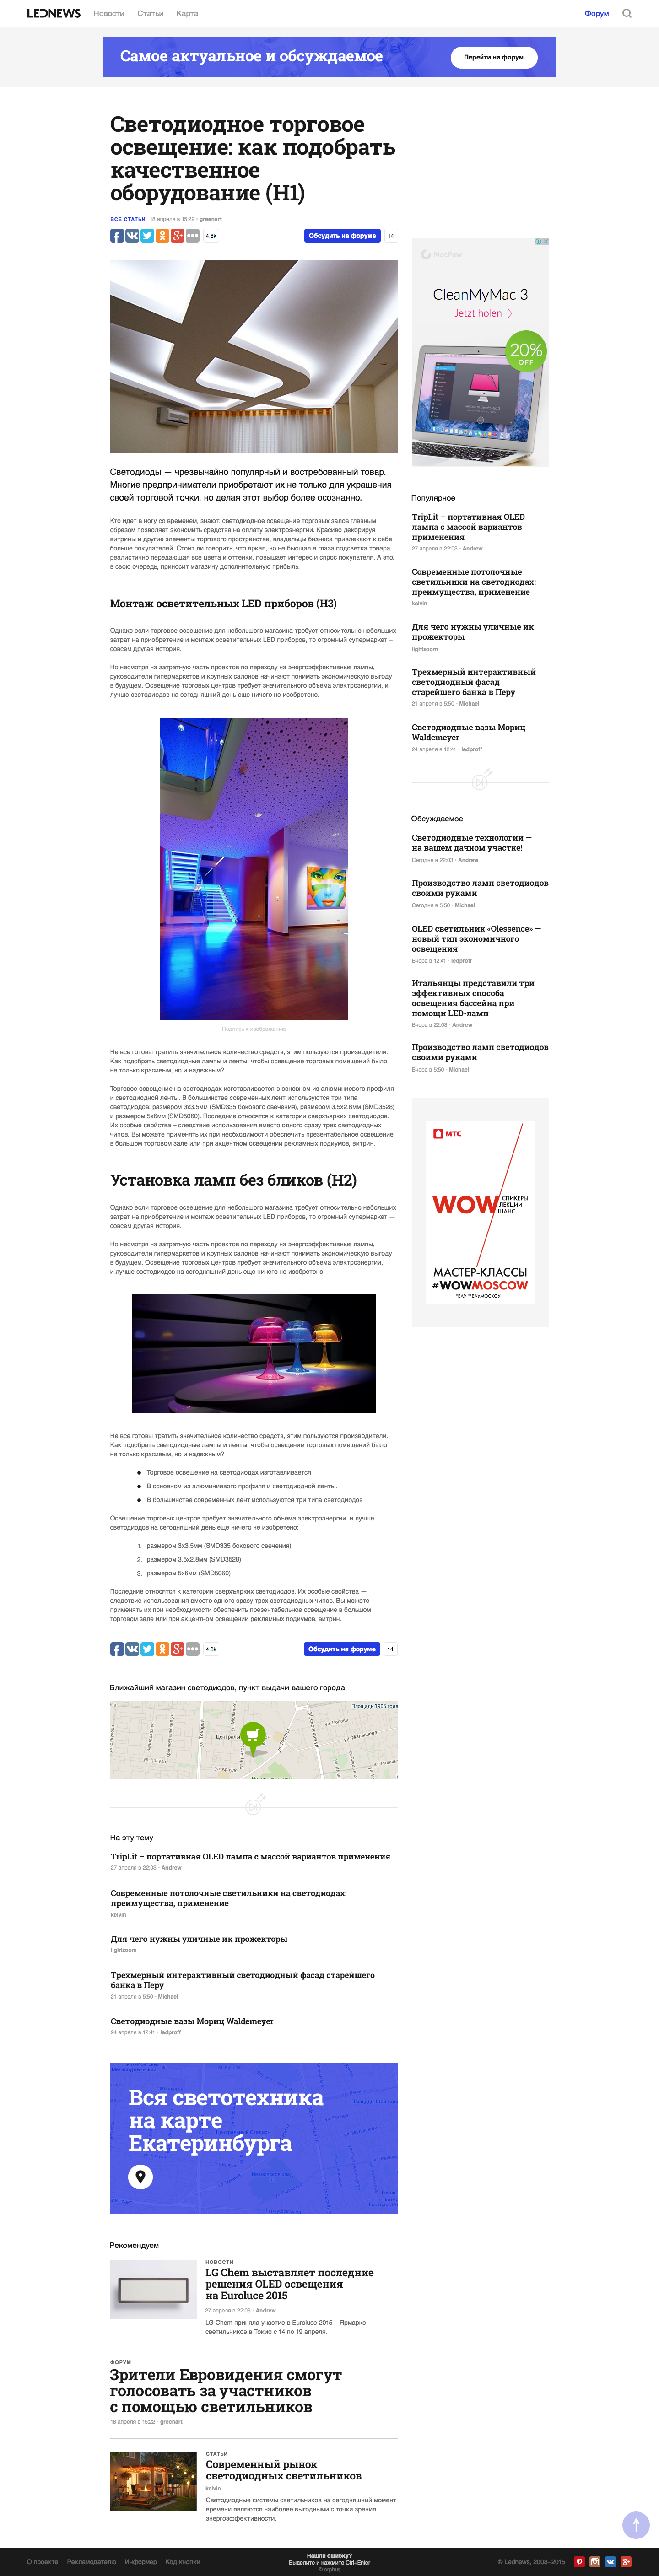 LEDNEWS Новости Статьи Карта Форум
Самое актуальное и обсуждаемое
Перейти на форум
Светодиодное торговое
освещение: как подобрать
качественное
оборудование (H1)
ВСЕ СТАТЬИ 18 апреля в 15:22 · greenart
4.8k Обсудить на форуме 14
Светодиоды — чрезвычайно популярный и востребованный товар.
Многие предприниматели приобретают их не только для украшения
своей торговой точки, но делая этот выбор более осознанно.
Кто идет в ногу со временем, знают: светодиодное освещение торговых залов главным
образом позволяет экономить средства на оплату электроэнергии. Красиво декорируя
витрины и другие элементы торгового пространства, владельцы бизнеса привлекают к себе
больше покупателей. Стоит ли говорить, что яркая, но не бьющая в глаза подсветка товара,
реалистично передающая все цвета и оттенки, повышает интерес и спрос покупателя. А это,
в свою очередь, приносит магазину дополнительную прибыль.
Монтаж осветительных LED приборов (H3)
Однако если торговое освещение для небольшого магазина требует относительно небольших
затрат на приобретение и монтаж осветительных LED приборов, то огромный супермаркет –
совсем другая история.
Но несмотря на затратную часть проектов по переходу на энергоэффективные лампы,
руководители гипермаркетов и крупных салонов начинают понимать экономическую выгоду
в будущем. Освещение торговых центров требует значительного объема электроэнергии, и
лучше светодиодов на сегодняшний день еще ничего не изобретено.
Подпись к изображению
Не все готовы тратить значительное количество средств, этим пользуются производители.
Как подобрать светодиодные лампы и ленты, чтобы освещение торговых помещений было
не только красивым, но и надежным?
Торговое освещение на светодиодах изготавливается в основном из алюминиевого профиля
и светодиодной ленты. В большинстве современных лент используются три типа
светодиодов: размером 3х3.5мм (SMD335 бокового свечения), размером 3.5х2.8мм (SMD3528)
и размером 5х6мм (SMD5060). Последние относятся к категории сверхъярких светодиодов.
Их особые свойства – следствие использования вместо одного сразу трех светодиодных
чипов. Вы можете применять их при необходимости обеспечить презентабельное освещение
в большом торговом зале или при акцентном освещении рекламных подиумов, витрин.
Установка ламп без бликов (H2)
Однако если торговое освещение для небольшого магазина требует относительно небольших
затрат на приобретение и монтаж осветительных LED приборов, то огромный супермаркет —
совсем другая история.
Но несмотря на затратную часть проектов по переходу на энергоэффективные лампы,
руководители гипермаркетов и крупных салонов начинают понимать экономическую выгоду
в будущем. Освещение торговых центров требует значительного объема электроэнергии,
и лучше светодиодов на сегодняшний день еще ничего не изобретено.
Не все готовы тратить значительное количество средств, этим пользуются производители.
Как подобрать светодиодные лампы и ленты, чтобы освещение торговых помещений было
не только красивым, но и надежным?
Торговое освещение на светодиодах изготавливается
В основном из алюминиевого профиля и светодиодной ленты.
В большинстве современных лент используются три типа светодиодов
Освещение торговых центров требует значительного объема электроэнергии, и лучше
светодиодов на сегодняшний день еще ничего не изобретено:
1. размером 3х3.5мм (SMD335 бокового свечения)
2. размером 3.5х2.8мм (SMD3528)
3. размером 5х6мм (SMD5060)
Последние относятся к категории сверхъярких светодиодов. Их особые свойства —
следствие использования вместо одного сразу трех светодиодных чипов. Вы можете
применять их при необходимости обеспечить презентабельное освещение в большом
торговом зале или при акцентном освещении рекламных подиумов, витрин.
4.8k Обсудить на форуме 14
Ближайший магазин светодиодов, пункт выдачи вашего города
Площадь 1905 года
На эту тему
TripLit – портативная OLED лампа с массой вариантов применения
27 апреля в 22:03 · Andrew
Современные потолочные светильники на светодиодах:
преимущества, применение
kelvin
Для чего нужны уличные ик прожекторы
lightzoom
Трехмерный интерактивный светодиодный фасад старейшего
банка в Перу
21 апреля в 5:50 · Michael
Светодиодные вазы Мориц Waldemeyer
24 апреля в 12:41 · ledproff
Вся светотехника
на карте
Екатеринбурга
Рекомендуем
НОВОСТИ
LG Chem выставляет последние
решения OLED освещения
на Euroluce 2015
27 апреля в 22:03 · Andrew
LG Chem приняла участие в Euroluce 2015 – Ярмарке
светильников в Токио с 14 по 19 апреля.
ФОРУМ
Зрители Евровидения смогут
голосовать за участников
с помощью светильников
18 апреля в 15:22 · greenart
СТАТЬИ
Современный рынок
светодиодных светильников
kelvin
Светодиодные системы светильников на сегодняшний момент
времени являются наиболее выгодными с точки зрения
энергоэффективности.
MacPaw
CleanMyMac 3
Jetzt holen
20%
OFF
Популярное
TripLit – портативная OLED
лампа с массой вариантов
применения
27 апреля в 22:03 · Andrew
Современные потолочные
светильники на светодиодах:
преимущества, применение
kelvin
Для чего нужны уличные ик
прожекторы
lightzoom
Трехмерный интерактивный
светодиодный фасад
старейшего банка в Перу
21 апреля в 5:50 · Michael
Светодиодные вазы Мориц
Waldemeyer
24 апреля в 12:41 · ledproff
Обсуждаемое
Светодиодные технологии —
на вашем дачном участке!
Сегодня в 22:03 · Andrew
Производство ламп светодиодов
своими руками
Сегодня в 5:50 · Michael
OLED светильник «Olessence» —
новый тип экономичного
освещения
Вчера в 12:41 · ledproff
Итальянцы представили три
эффективных способа
освещения бассейна при
помощи LED-ламп
Вчера в 22:03 · Andrew
Производство ламп светодиодов
своими руками
Вчера в 5:50 · Michael
МТС
WOW
СПИКЕРЫ
ЛЕКЦИИ
ШАНС
МАСТЕР-КЛАССЫ
#WOWMOSCOW
*ВАУ **ВАУМОСКОУ
О проекте Рекламодателю Информер Код кнопки
Нашли ошибку?
Выделите и нажмите Ctrl+Enter
© orphus
© Lednews, 2008–2015